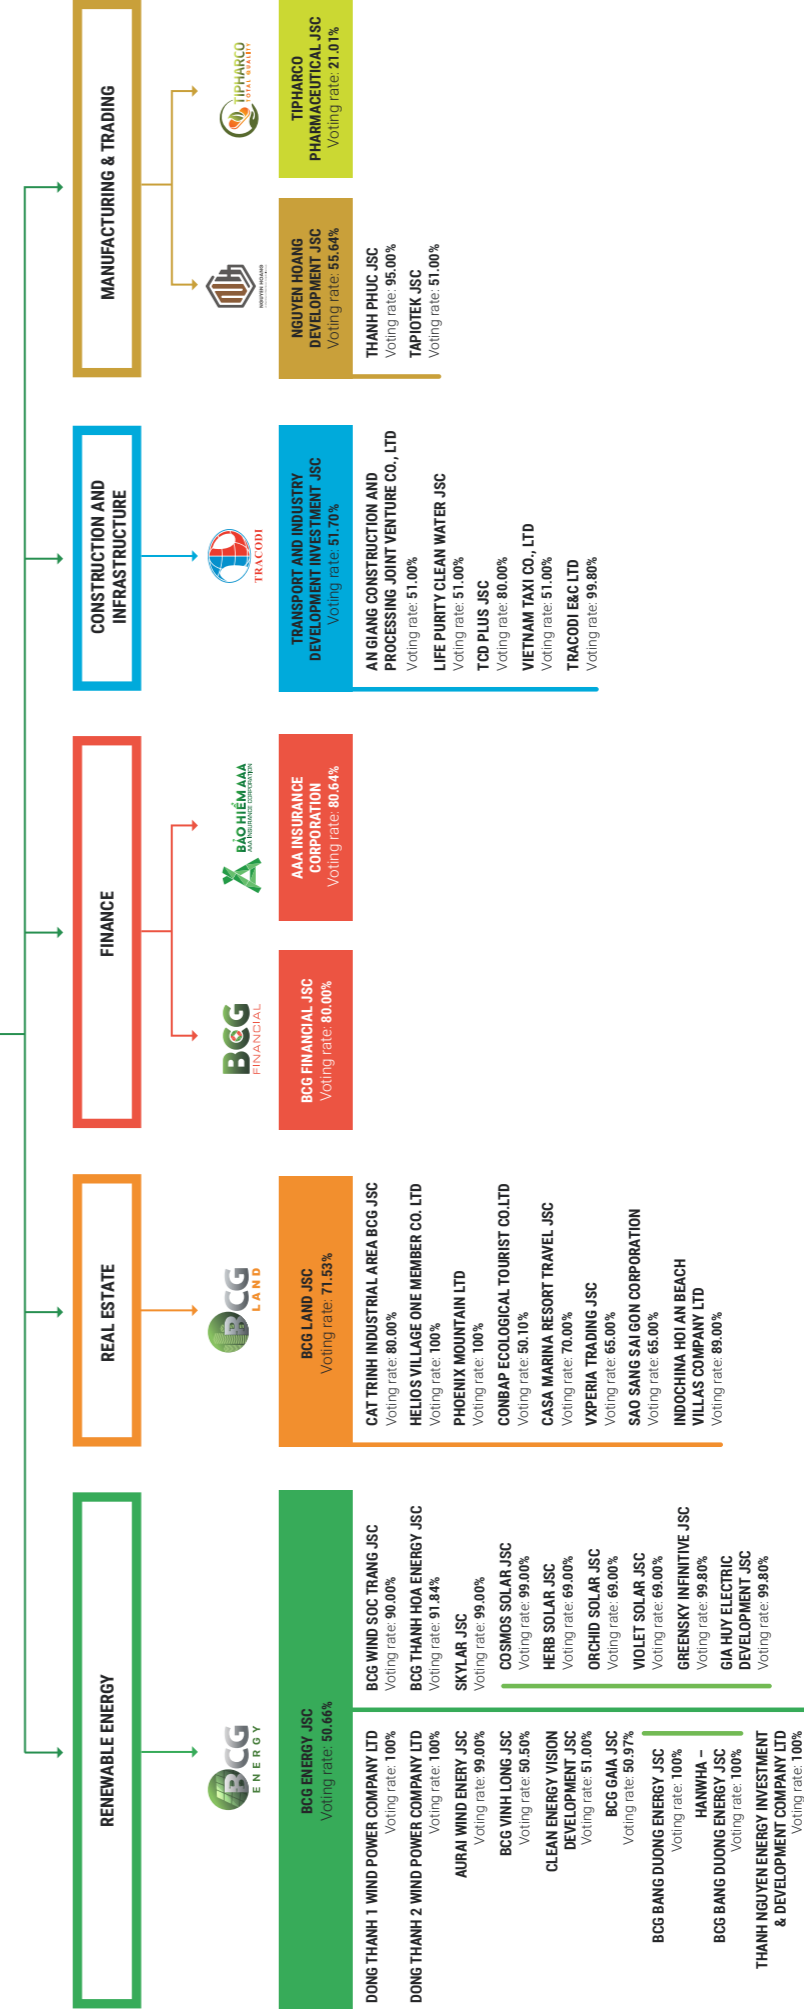 RENEWABLE ENERGY
BCG
ENERGY
BCG ENERGY JSC
Voting rate: 50.66%
DONG THANH 1 WIND POWER COMPANY LTD
Voting rate: 100%
DONG THANH 2 WIND POWER COMPANY LTD
Voting rate: 100%
AURAI WIND ENERY JSC
Voting rate: 99.00%
BCG VINH LONG JSC
Voting rate: 50.50%
CLEAN ENERGY VISION
DEVELOPMENT JSC
Voting rate: 51.00%
BCG GAIA JSC
Voting rate: 50.97%
BCG BANG DUONG ENERGY JSC
Voting rate: 100%
HANWHA –
BCG BANG DUONG ENERGY JSC
Voting rate: 100%
THANH NGUYEN ENERGY INVESTMENT
& DEVELOPMENT COMPANY LTD
Voting rate: 100%
BCG WIND SOC TRANG JSC
Voting rate: 90.00%
BCG THANH HOA ENERGY JSC
Voting rate: 91.84%
SKYLAR JSC
Voting rate: 99.00%
COSMOS SOLAR JSC
Voting rate: 99.00%
HERB SOLAR JSC
Voting rate: 69.00%
ORCHID SOLAR JSC
Voting rate: 69.00%
VIOLET SOLAR JSC
Voting rate: 69.00%
GREENSKY INFINITIVE JSC
Voting rate: 99.80%
GIA HUY ELECTRIC
DEVELOPMENT JSC
Voting rate: 99.80%
REAL ESTATE
BCG
LAND
BCG LAND JSC
Voting rate: 71.53%
CAT TRINH INDUSTRIAL AREA BCG JSC
Voting rate: 80.00%
HELIOS VILLAGE ONE MEMBER CO. LTD
Voting rate: 100%
PHOENIX MOUNTAIN LTD
Voting rate: 100%
CONBAP ECOLOGICAL TOURIST CO.LTD
Voting rate: 50.10%
CASA MARINA RESORT TRAVEL JSC
Voting rate: 70.00%
VXPERIA TRADING JSC
Voting rate: 65.00%
SAO SANG SAI GON CORPORATION
Voting rate: 65.00%
INDOCHINA HOI AN BEACH
VILLAS COMPANY LTD
Voting rate: 89.00%
FINANCE
BCG
FINANCIAL
BCG FINANCIAL JSC
Voting rate: 80.00%
BẢO HIỂM AAA
AAA INSURANCE CORPORATION
AAA INSURANCE
CORPORATION
Voting rate: 80.64%
CONSTRUCTION AND
INFRASTRUCTURE
TRACODI
TRANSPORT AND INDUSTRY
DEVELOPMENT INVESTMENT JSC
Voting rate: 51.70%
AN GIANG CONSTRUCTION AND
PROCESSING JOINT VENTURE CO., LTD
Voting rate: 51.00%
LIFE PURITY CLEAN WATER JSC
Voting rate: 51.00%
TCD PLUS JSC
Voting rate: 80.00%
VIETNAM TAXI CO., LTD
Voting rate: 51.00%
TRACODI E&C LTD
Voting rate: 99.80%
MANUFACTURING & TRADING
NGUYEN HOANG
NGUYEN HOANG
DEVELOPMENT JSC
Voting rate: 55.64%
THANH PHUC JSC
Voting rate: 95.00%
TAPIOTEK JSC
Voting rate: 51.00%
TIPHARCO
TOTAL QUALITY
TIPHARCO
PHARMACEUTICAL JSC
Voting rate: 21.01%